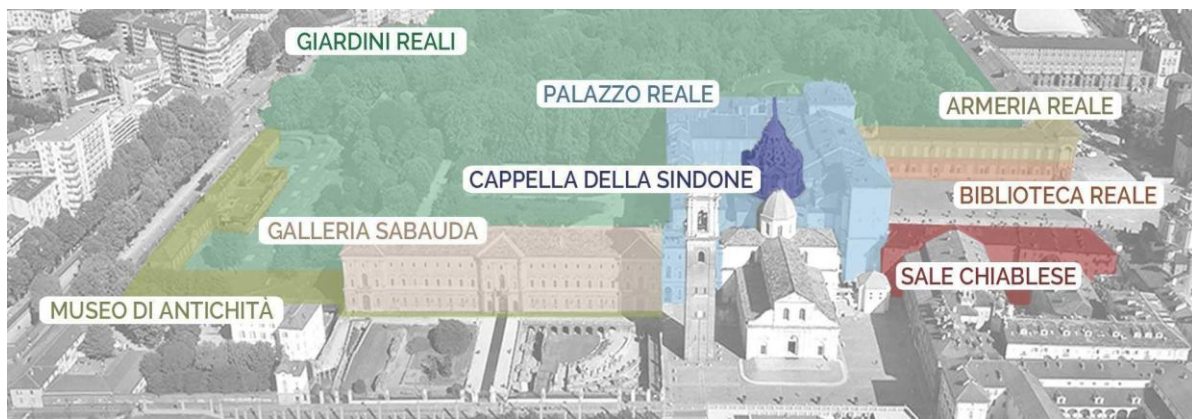 GIARDINI REALI
PALAZZO REALE
ARMERIA REALE
CAPPELLA DELLA SINDONE
BIBLIOTECA REALE
GALLERIA SABAUDA
SALE CHIABLESE
MUSEO DI ANTICHITÀ